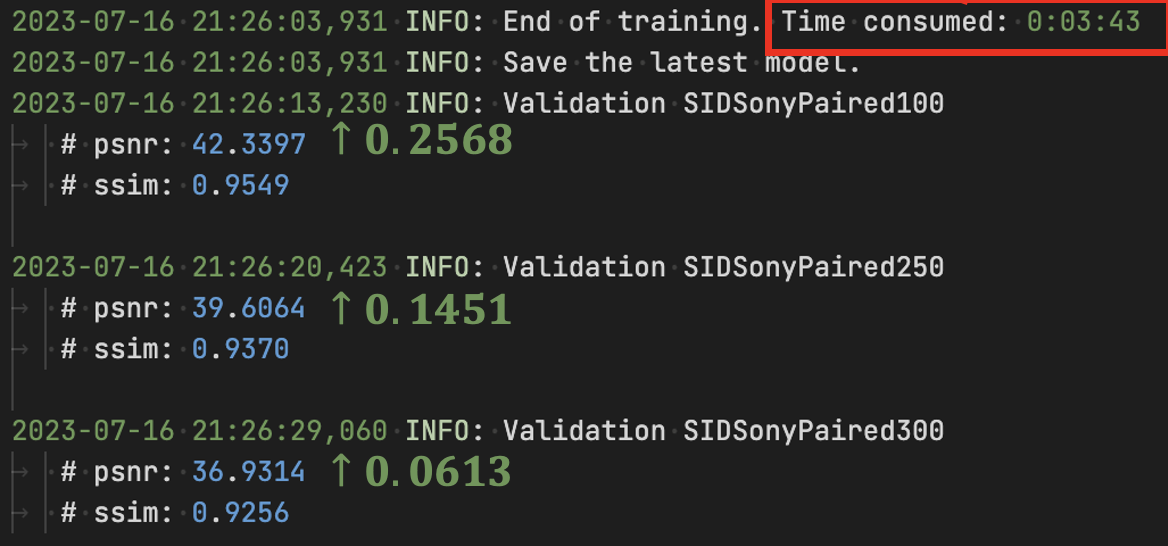 2023-07-16 21:26:03,931 INFO: End of training. Time consumed: 0:03:43
2023-07-16 21:26:03,931 INFO: Save the latest model.
2023-07-16 21:26:13,230 INFO: Validation SIDSonyPaired100
# psnr: 42.3397 ↑ 0.2568
# ssim: 0.9549
2023-07-16 21:26:20,423 INFO: Validation SIDSonyPaired250
# psnr: 39.6064 ↑ 0.1451
# ssim: 0.9370
2023-07-16 21:26:29,060 INFO: Validation SIDSonyPaired300
# psnr: 36.9314 ↑ 0.0613
# ssim: 0.9256